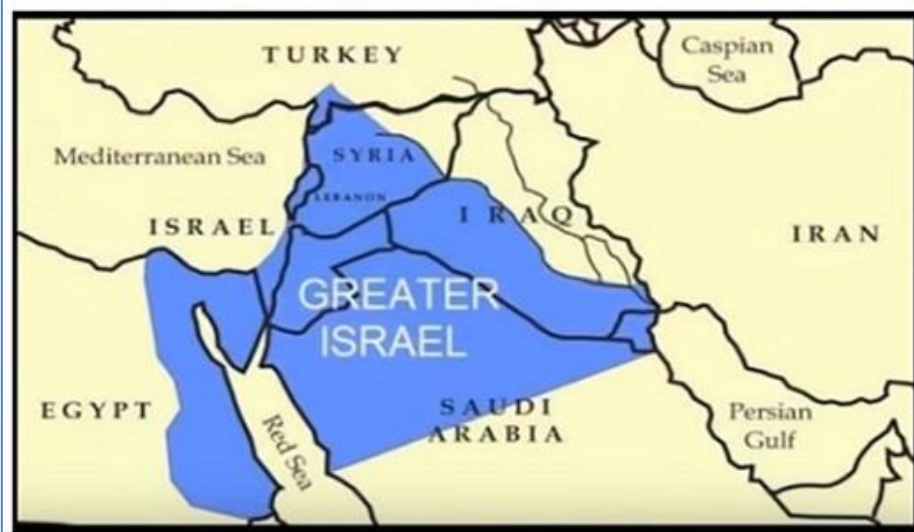 TURKEY
Caspian
Sea
Mediterranean Sea
SYRIA
LEBANON
ISRAEL
IRAQ
IRAN
GREATER
ISRAEL
EGYPT
Red Sea
SAUDI
ARABIA
Persian
Gulf